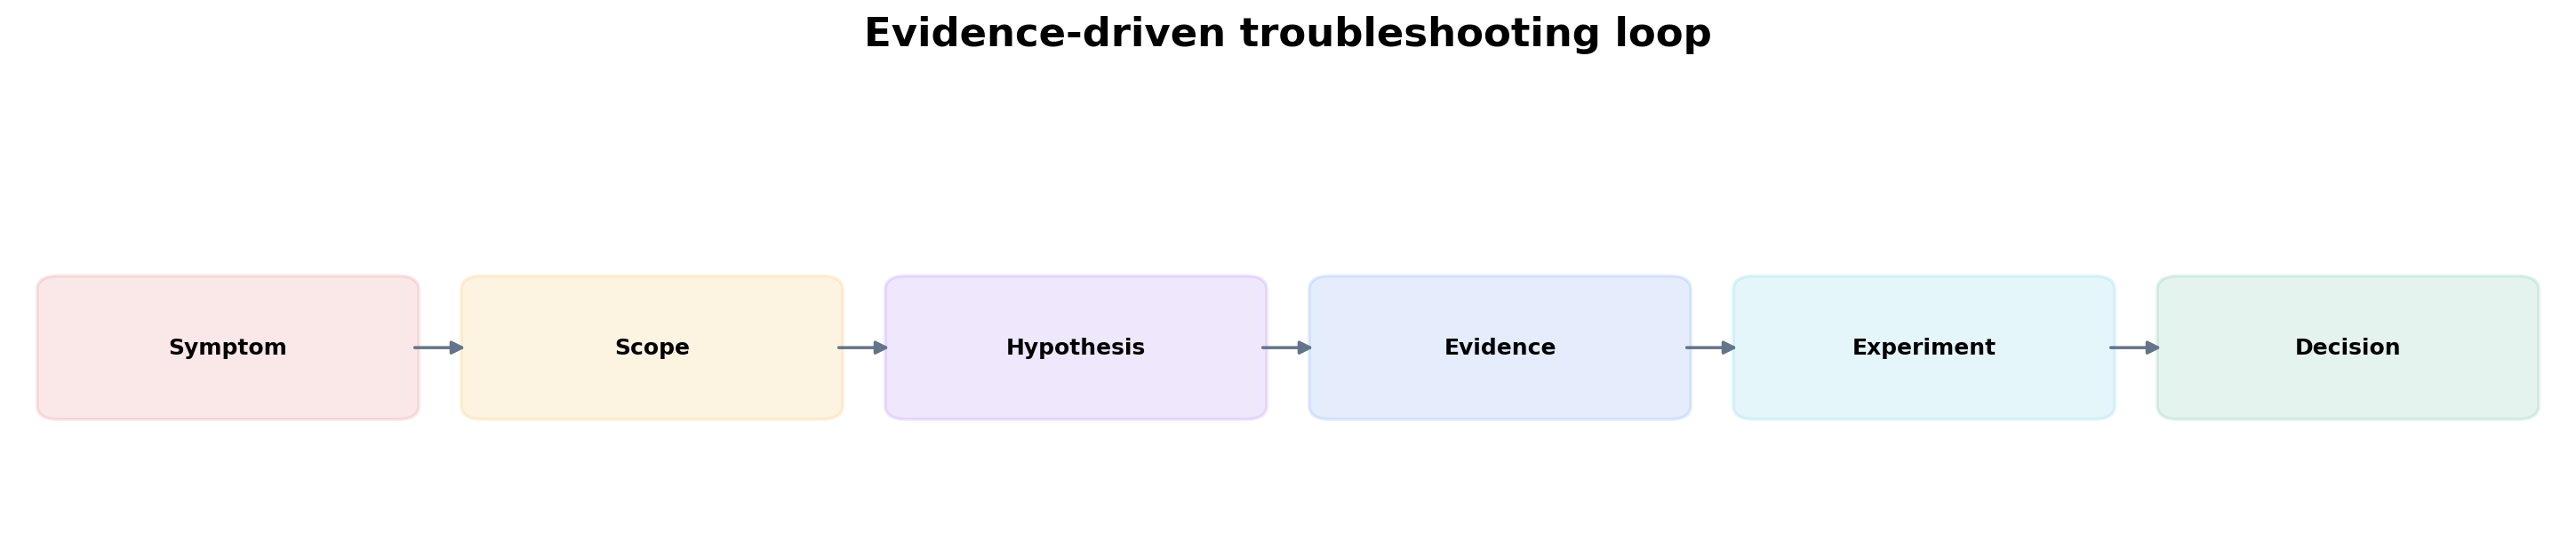 Evidence-driven troubleshooting loop
Symptom
Scope
Hypothesis
Evidence
Experiment
Decision